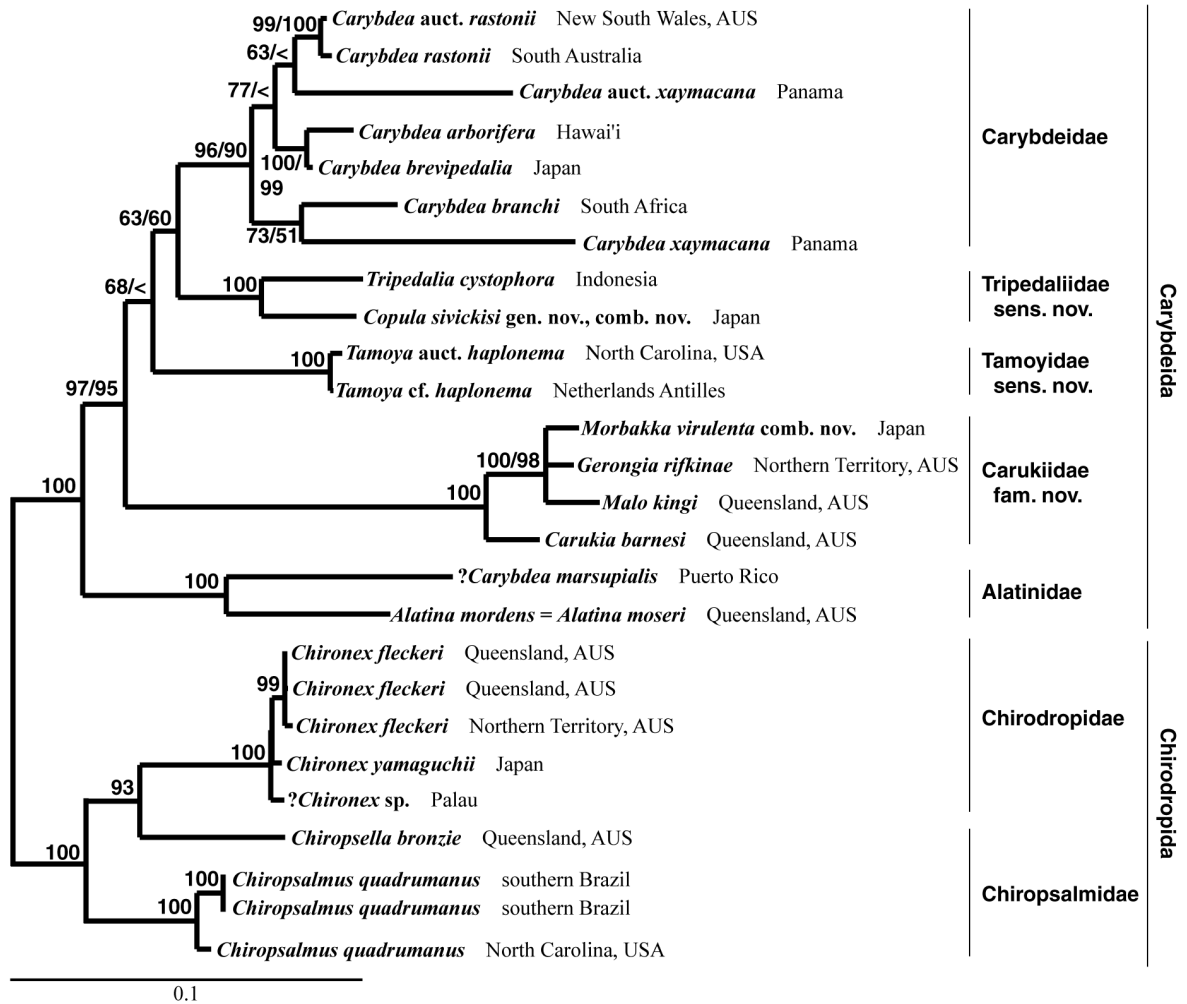 99/100
Carybdea auct. rastonii New South Wales, AUS
63/<
Carybdea rastonii South Australia
77/<
Carybdea auct. xaymacana Panama
Carybdea arborifera Hawai'i
Carybdeidae
96/90
100/
99
Carybdea brevipedalia Japan
Carybdea branchi South Africa
63/60
73/51
Carybdea xaymacana Panama
68/<
100
Tripedalia cystophora Indonesia
Tripedaliidae
sens. nov.
Copula sivickisi gen. nov., comb. nov. Japan
100
Tamoya auct. haplonema North Carolina, USA
Tamoyidae
sens. nov.
97/95
Tamoya cf. haplonema Netherlands Antilles
Carybdeida
Morbakka virulenta comb. nov. Japan
100/98
Gerongia rifkinae Northern Territory, AUS
Carukiidae
fam. nov.
100
100
Malo kingi Queensland, AUS
Carukia barnesi Queensland, AUS
100
?Carybdea marsupialis Puerto Rico
Alatinidae
Alatina mordens = Alatina moseri Queensland, AUS
Chironex fleckeri Queensland, AUS
99
Chironex fleckeri Queensland, AUS
Chironex fleckeri Northern Territory, AUS
Chirodropidae
100
Chironex yamaguchii Japan
93
?Chironex sp. Palau
Chirodropida
Chiropsella bronzie Queensland, AUS
100
100
Chiropsalmus quadrumanus southern Brazil
Chiropsalmidae
100
Chiropsalmus quadrumanus southern Brazil
Chiropsalmus quadrumanus North Carolina, USA
0.1